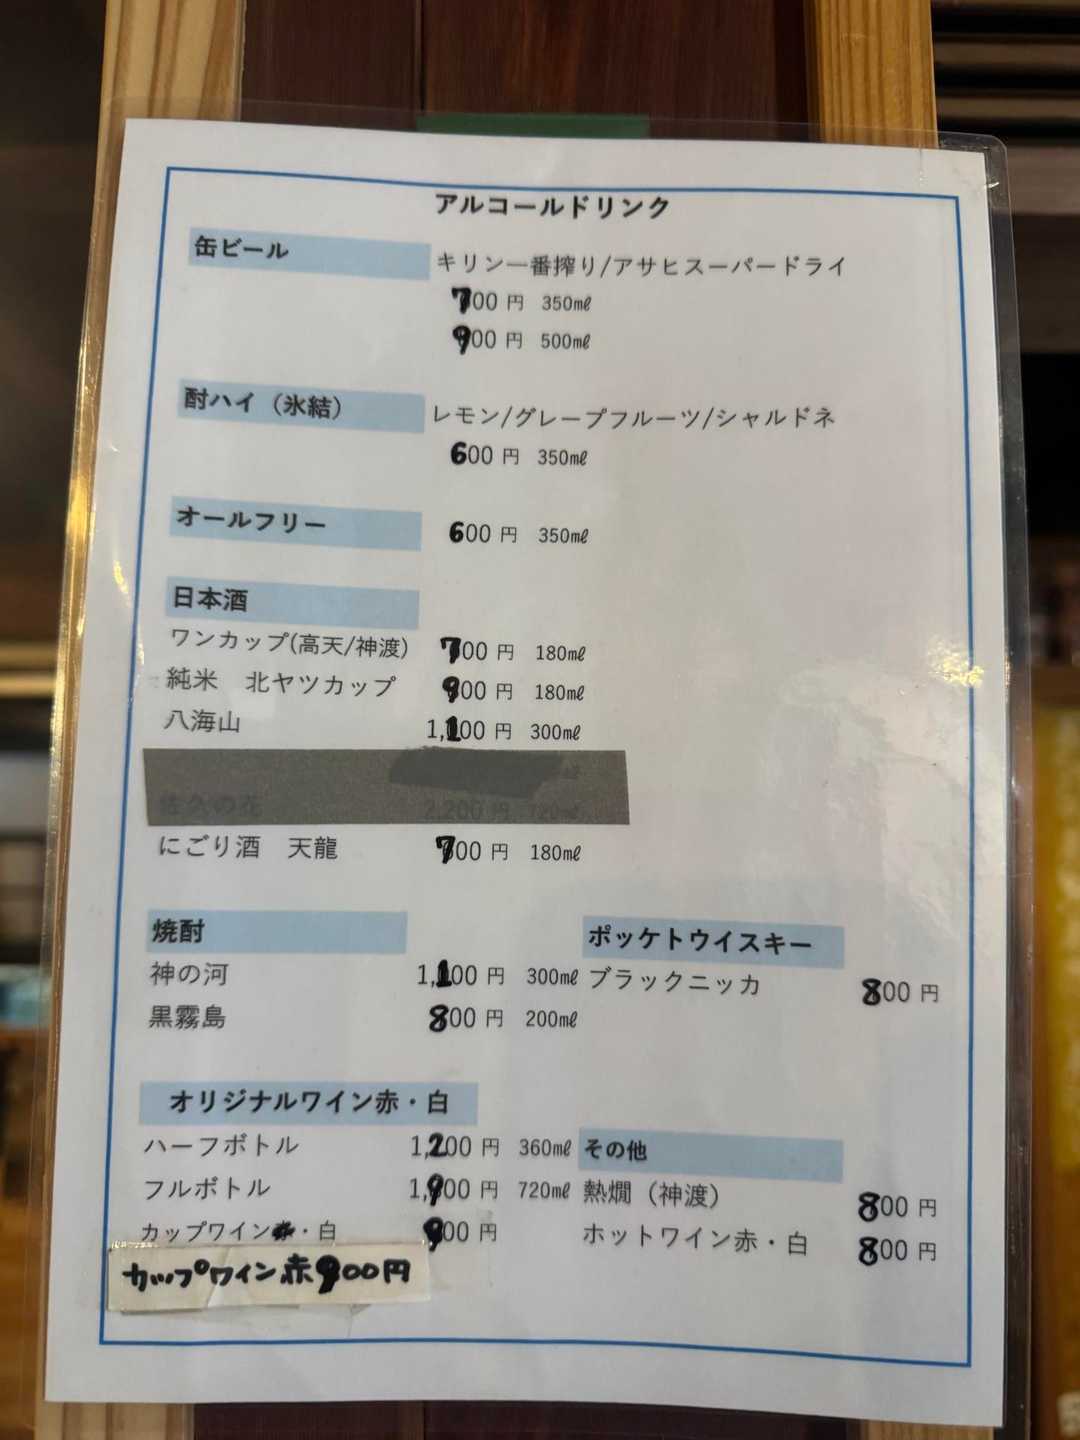 アルコールドリンク
缶ビール
キリン一番搾り/アサヒスーパードライ
700 円 350㎖
900 円 500㎖
酎ハイ（氷結）
レモン/グレープフルーツ/シャルドネ
600 円 350㎖
オールフリー 600 円 350㎖
日本酒
ワンカップ(高天/神渡) 700 円 180㎖
純米 北ヤツカップ 900 円 180㎖
八海山 1,100 円 300㎖
佐久の花 2,200 円 720㎖
にごり酒 天龍 700 円 180㎖
焼酎
神の河 1,100 円 300㎖
黒霧島 800 円 200㎖
ポッケトウイスキー
ブラックニッカ 800 円
オリジナルワイン赤・白
ハーフボトル 1,200 円 360㎖
フルボトル 1,900 円 720㎖
カップワイン・白 900 円
カップワイン赤900円
その他
熱燗（神渡） 800 円
ホットワイン赤・白 800 円